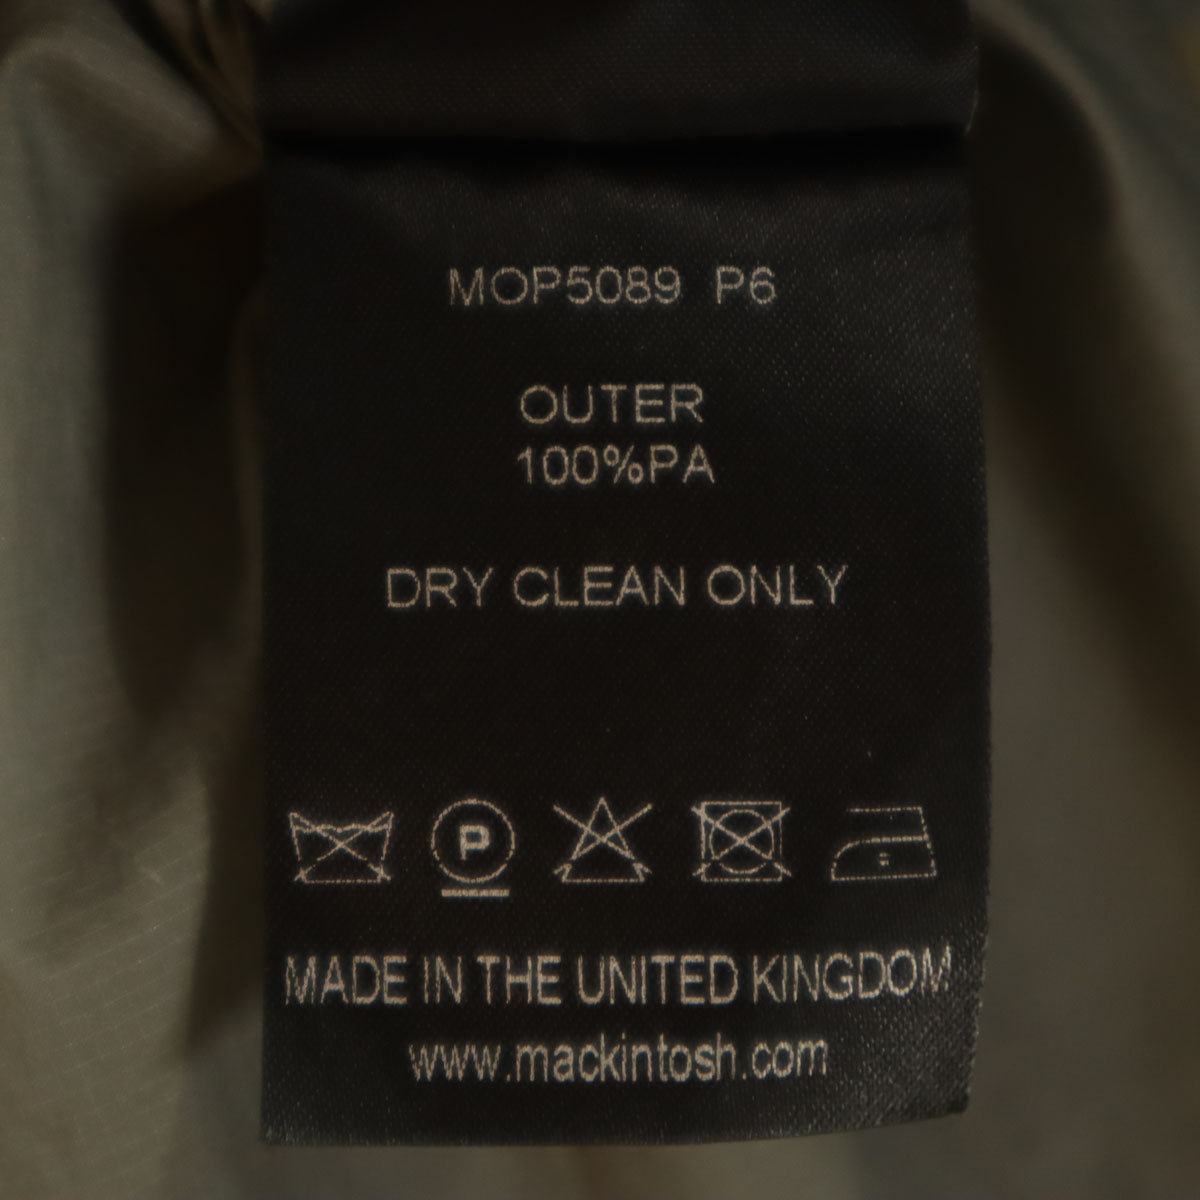 MOP5089 P6
OUTER
100%PA
DRY CLEAN ONLY
P
MADE IN THE UNITED KINGDOM
www.mackintosh.com